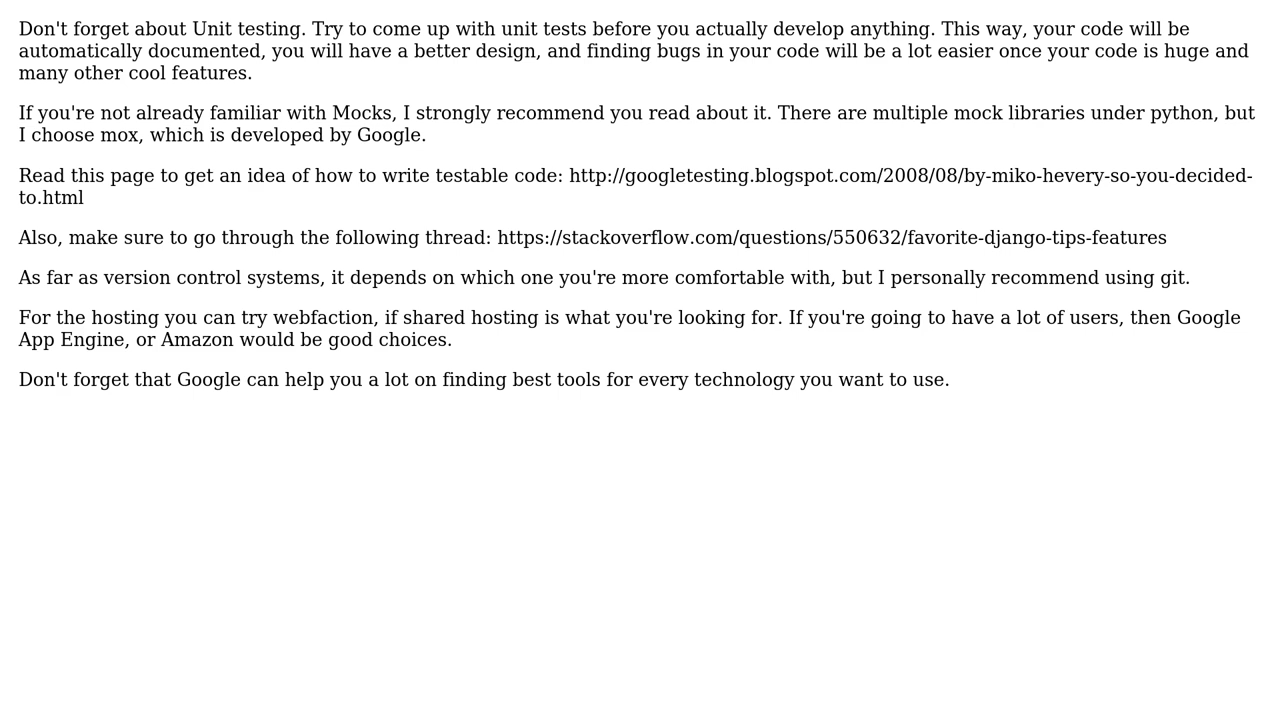 Don't forget about Unit testing. Try to come up with unit tests before you actually develop anything. This way, your code will be
automatically documented, you will have a better design, and finding bugs in your code will be a lot easier once your code is huge and
many other cool features.
If you're not already familiar with Mocks, I strongly recommend you read about it. There are multiple mock libraries under python, but
I choose mox, which is developed by Google.
Read this page to get an idea of how to write testable code: http://googletesting.blogspot.com/2008/08/by-miko-hevery-so-you-decided-
to.html
Also, make sure to go through the following thread: https://stackoverflow.com/questions/550632/favorite-django-tips-features
As far as version control systems, it depends on which one you're more comfortable with, but I personally recommend using git.
For the hosting you can try webfaction, if shared hosting is what you're looking for. If you're going to have a lot of users, then Google
App Engine, or Amazon would be good choices.
Don't forget that Google can help you a lot on finding best tools for every technology you want to use.